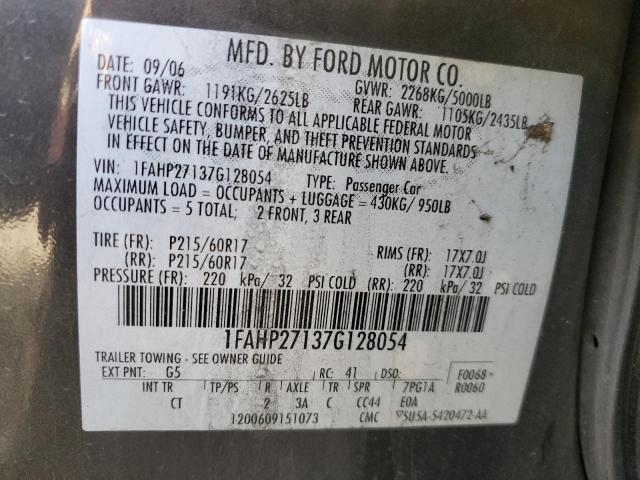 MFD. BY FORD MOTOR CO.
DATE: 09/06 GVWR: 2268KG/5000LB
FRONT GAWR: 1191KG/2625LB REAR GAWR: 1105KG/2435LB
THIS VEHICLE CONFORMS TO ALL APPLICABLE FEDERAL MOTOR
VEHICLE SAFETY, BUMPER, AND THEFT PREVENTION STANDARDS
IN EFFECT ON THE DATE OF MANUFACTURE SHOWN ABOVE.
VIN: 1FAHP27137G128054 TYPE: Passenger Car
MAXIMUM LOAD = OCCUPANTS + LUGGAGE = 430KG/ 950LB
OCCUPANTS = 5 TOTAL; 2 FRONT, 3 REAR
TIRE (FR): P215/60R17 RIMS (FR): 17X7.0J
(RR): P215/60R17 (RR): 17X7.0J
PRESSURE (FR): 220 kPa/ 32 PSI COLD (RR): 220 kPa/ 32 PSI COLD
1FAHP27137G128054
TRAILER TOWING - SEE OWNER GUIDE
EXT PNT: G5 RC: 41 DSO: F0068
INT TR TP/PS R AXLE TR SPR 7PG1A R0060
CT 2 3A C CC44 E0A
1200609151073 CMC SU5A-5420472-AA